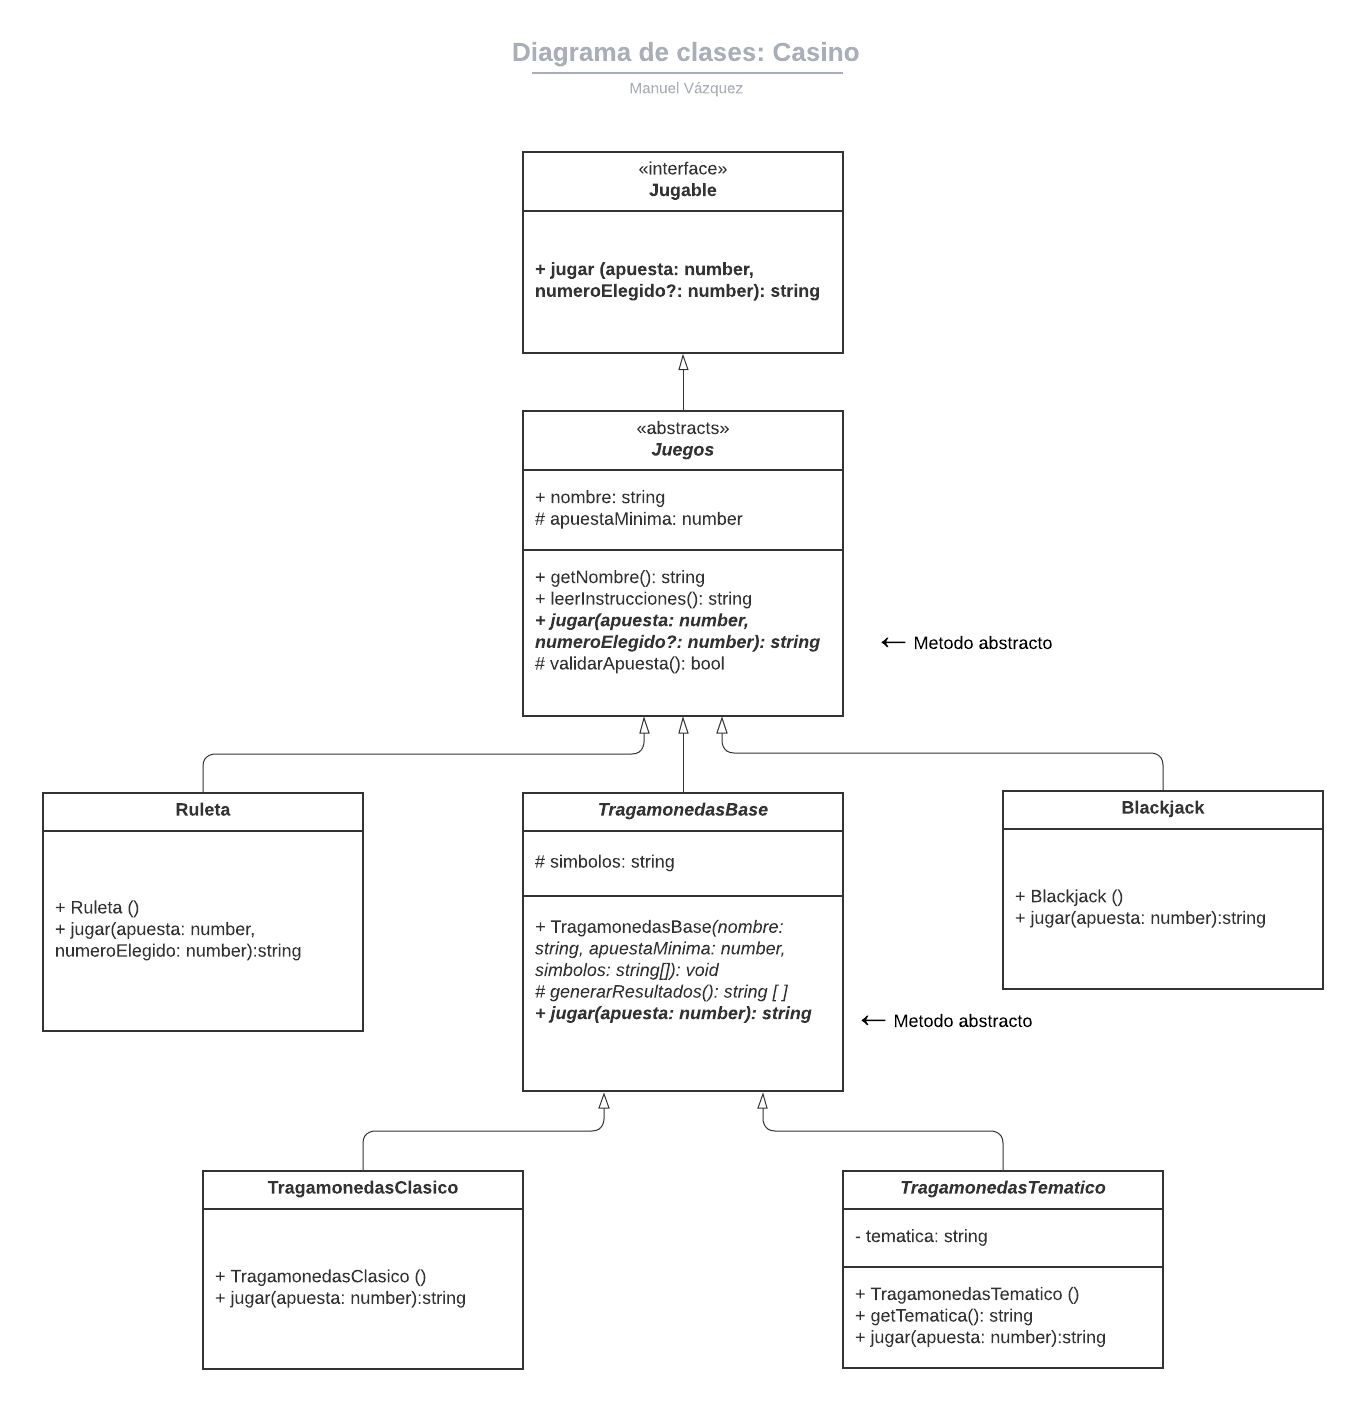 Diagrama de clases: Casino
Manuel Vázquez
«interface»
Jugable
+ jugar (apuesta: number,
numeroElegido?: number): string
«abstracts»
Juegos
+ nombre: string
# apuestaMinima: number
+ getNombre(): string
+ leerInstrucciones(): string
+ jugar(apuesta: number,
numeroElegido?: number): string
# validarApuesta(): bool
← Metodo abstracto
Ruleta
+ Ruleta ()
+ jugar(apuesta: number,
numeroElegido: number):string
TragamonedasBase
# simbolos: string
+ TragamonedasBase(nombre:
string, apuestaMinima: number,
simbolos: string[]): void
# generarResultados(): string [ ]
+ jugar(apuesta: number): string
← Metodo abstracto
Blackjack
+ Blackjack ()
+ jugar(apuesta: number):string
TragamonedasClasico
+ TragamonedasClasico ()
+ jugar(apuesta: number):string
TragamonedasTematico
- tematica: string
+ TragamonedasTematico ()
+ getTematica(): string
+ jugar(apuesta: number):string